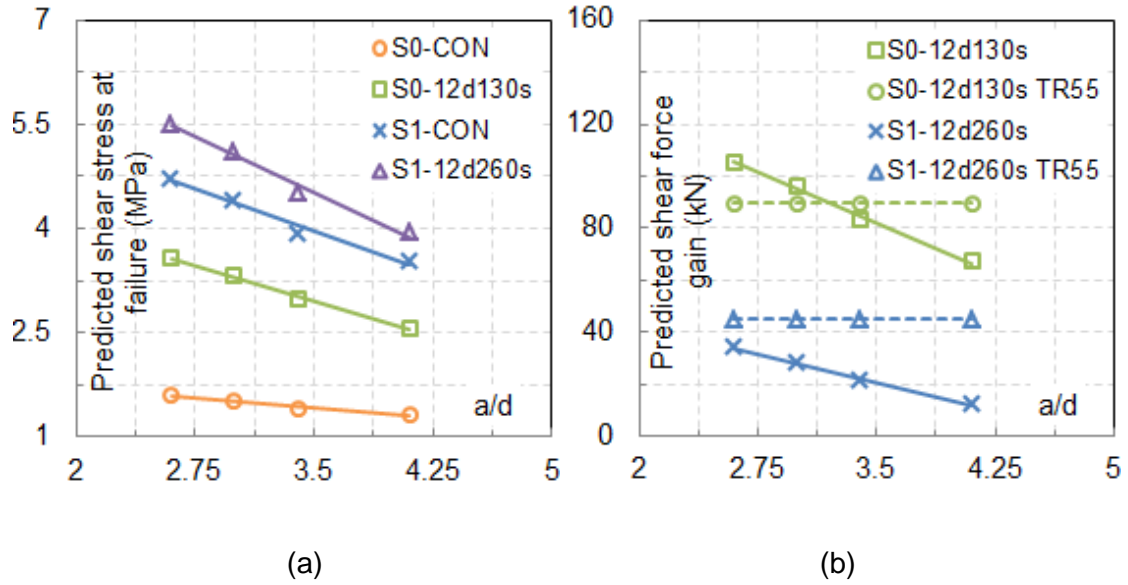 7
5.5
4
2.5
1
Predicted shear stress at
failure (MPa)
S0-CON
S0-12d130s
S1-CON
S1-12d260s
a/d
2
2.75
3.5
4.25
5
(a)
160
120
80
40
0
Predicted shear force
gain (kN)
S0-12d130s
S0-12d130s TR55
S1-12d260s
S1-12d260s TR55
a/d
2
2.75
3.5
4.25
5
(b)